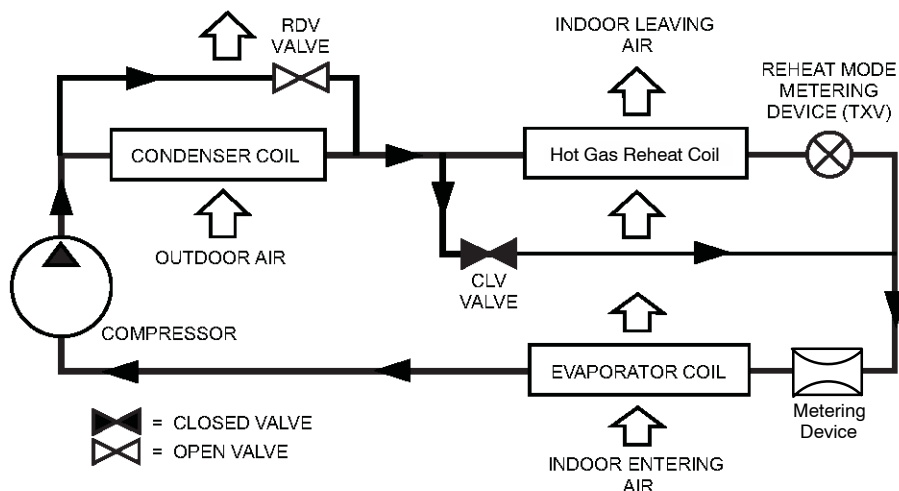 RDV
VALVE
INDOOR LEAVING
AIR
REHEAT MODE
METERING
DEVICE (TXV)
CONDENSER COIL
Hot Gas Reheat Coil
OUTDOOR AIR
CLV
VALVE
COMPRESSOR
EVAPORATOR COIL
Metering
Device
= CLOSED VALVE
= OPEN VALVE
INDOOR ENTERING
AIR